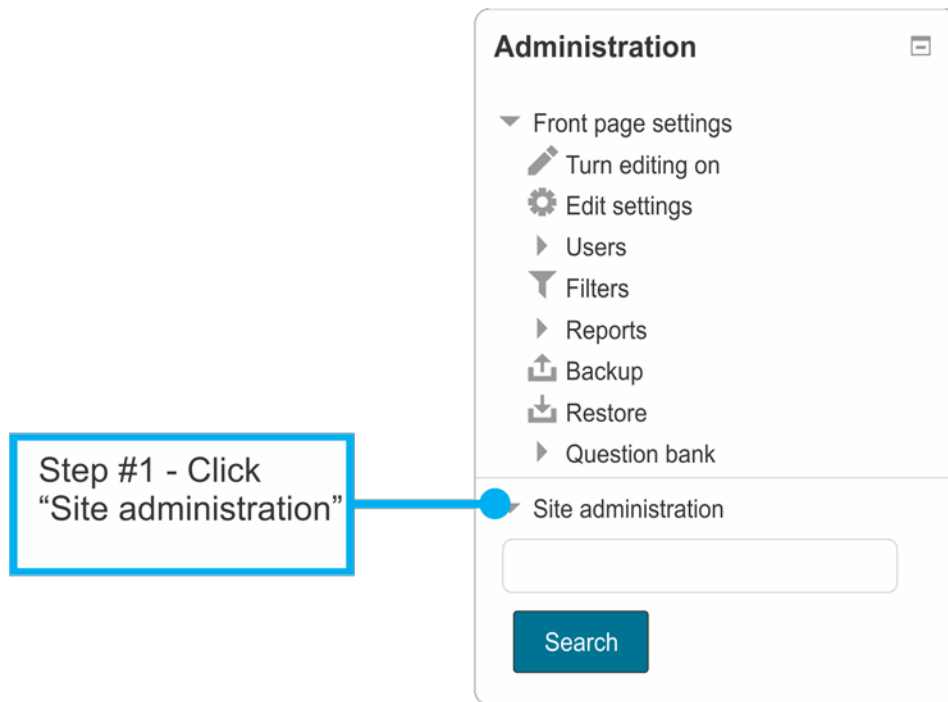 Administration
Front page settings
Turn editing on
Edit settings
Users
Filters
Reports
Backup
Restore
Question bank
Step #1 - Click
“Site administration”
Site administration
Search